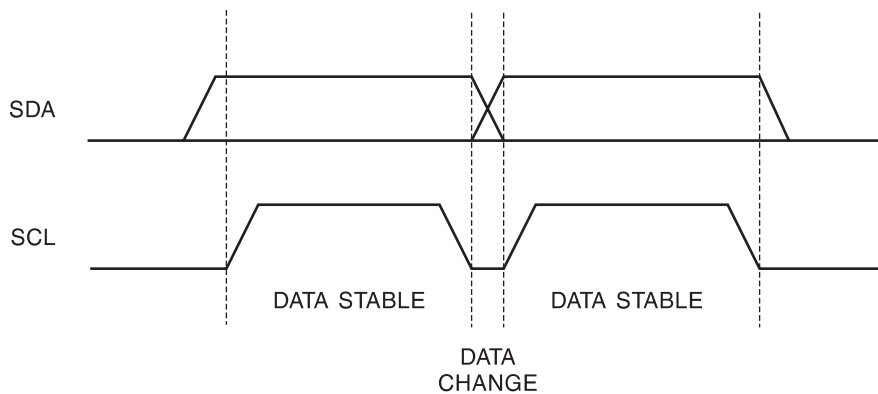 SDA
SCL
DATA STABLE
DATA STABLE
DATA
CHANGE